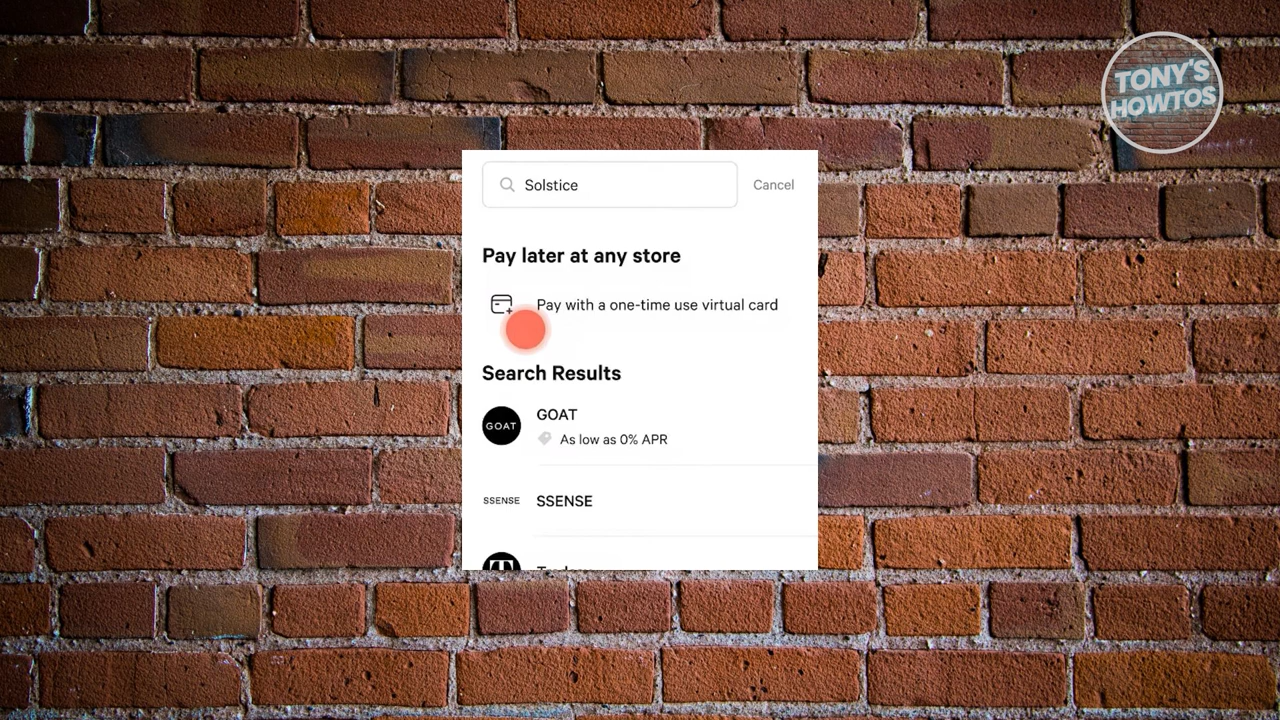 TONY'S
HOWTOS
Solstice
Cancel
Pay later at any store
Pay with a one-time use virtual card
Search Results
GOAT
GOAT
As low as 0% APR
SSENSE
SSENSE